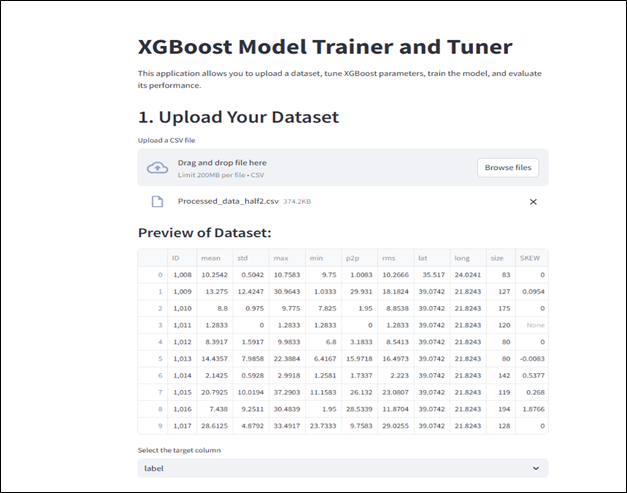 XGBoost Model Trainer and Tuner
This application allows you to upload a dataset, tune XGBoost parameters, train the model, and evaluate
its performance.
1. Upload Your Dataset
Upload a CSV file
Drag and drop file here
Limit 200MB per file • CSV
Browse files
Processed_data_half2.csv 374.2KB
Preview of Dataset:
ID mean std max min p2p rms lat long size SKEW
0 1,008 10.2542 0.5042 10.7583 9.75 1.0083 10.2666 35.517 24.0241 83 0
1 1,009 13.275 12.4247 30.9643 1.0333 29.931 18.1824 39.0742 21.8243 127 0.0954
2 1,010 8.8 0.975 9.775 7.825 1.95 8.8538 39.0742 21.8243 175 0
3 1,011 1.2833 0 1.2833 1.2833 0 1.2833 39.0742 21.8243 120 None
4 1,012 8.3917 1.5917 9.9833 6.8 3.1833 8.5413 39.0742 21.8243 80 0
5 1,013 14.4357 7.9858 22.3884 6.4167 15.9718 16.4973 39.0742 21.8243 80 -0.0083
6 1,014 2.1425 0.5928 2.9918 1.2581 1.7337 2.223 39.0742 21.8243 142 0.5377
7 1,015 20.7925 10.0194 37.2903 11.1583 26.132 23.0807 39.0742 21.8243 119 0.268
8 1,016 7.438 9.2511 30.4839 1.95 28.5339 11.8704 39.0742 21.8243 194 1.8766
9 1,017 28.6125 4.8792 33.4917 23.7333 9.7583 29.0255 39.0742 21.8243 128 0
Select the target column
label